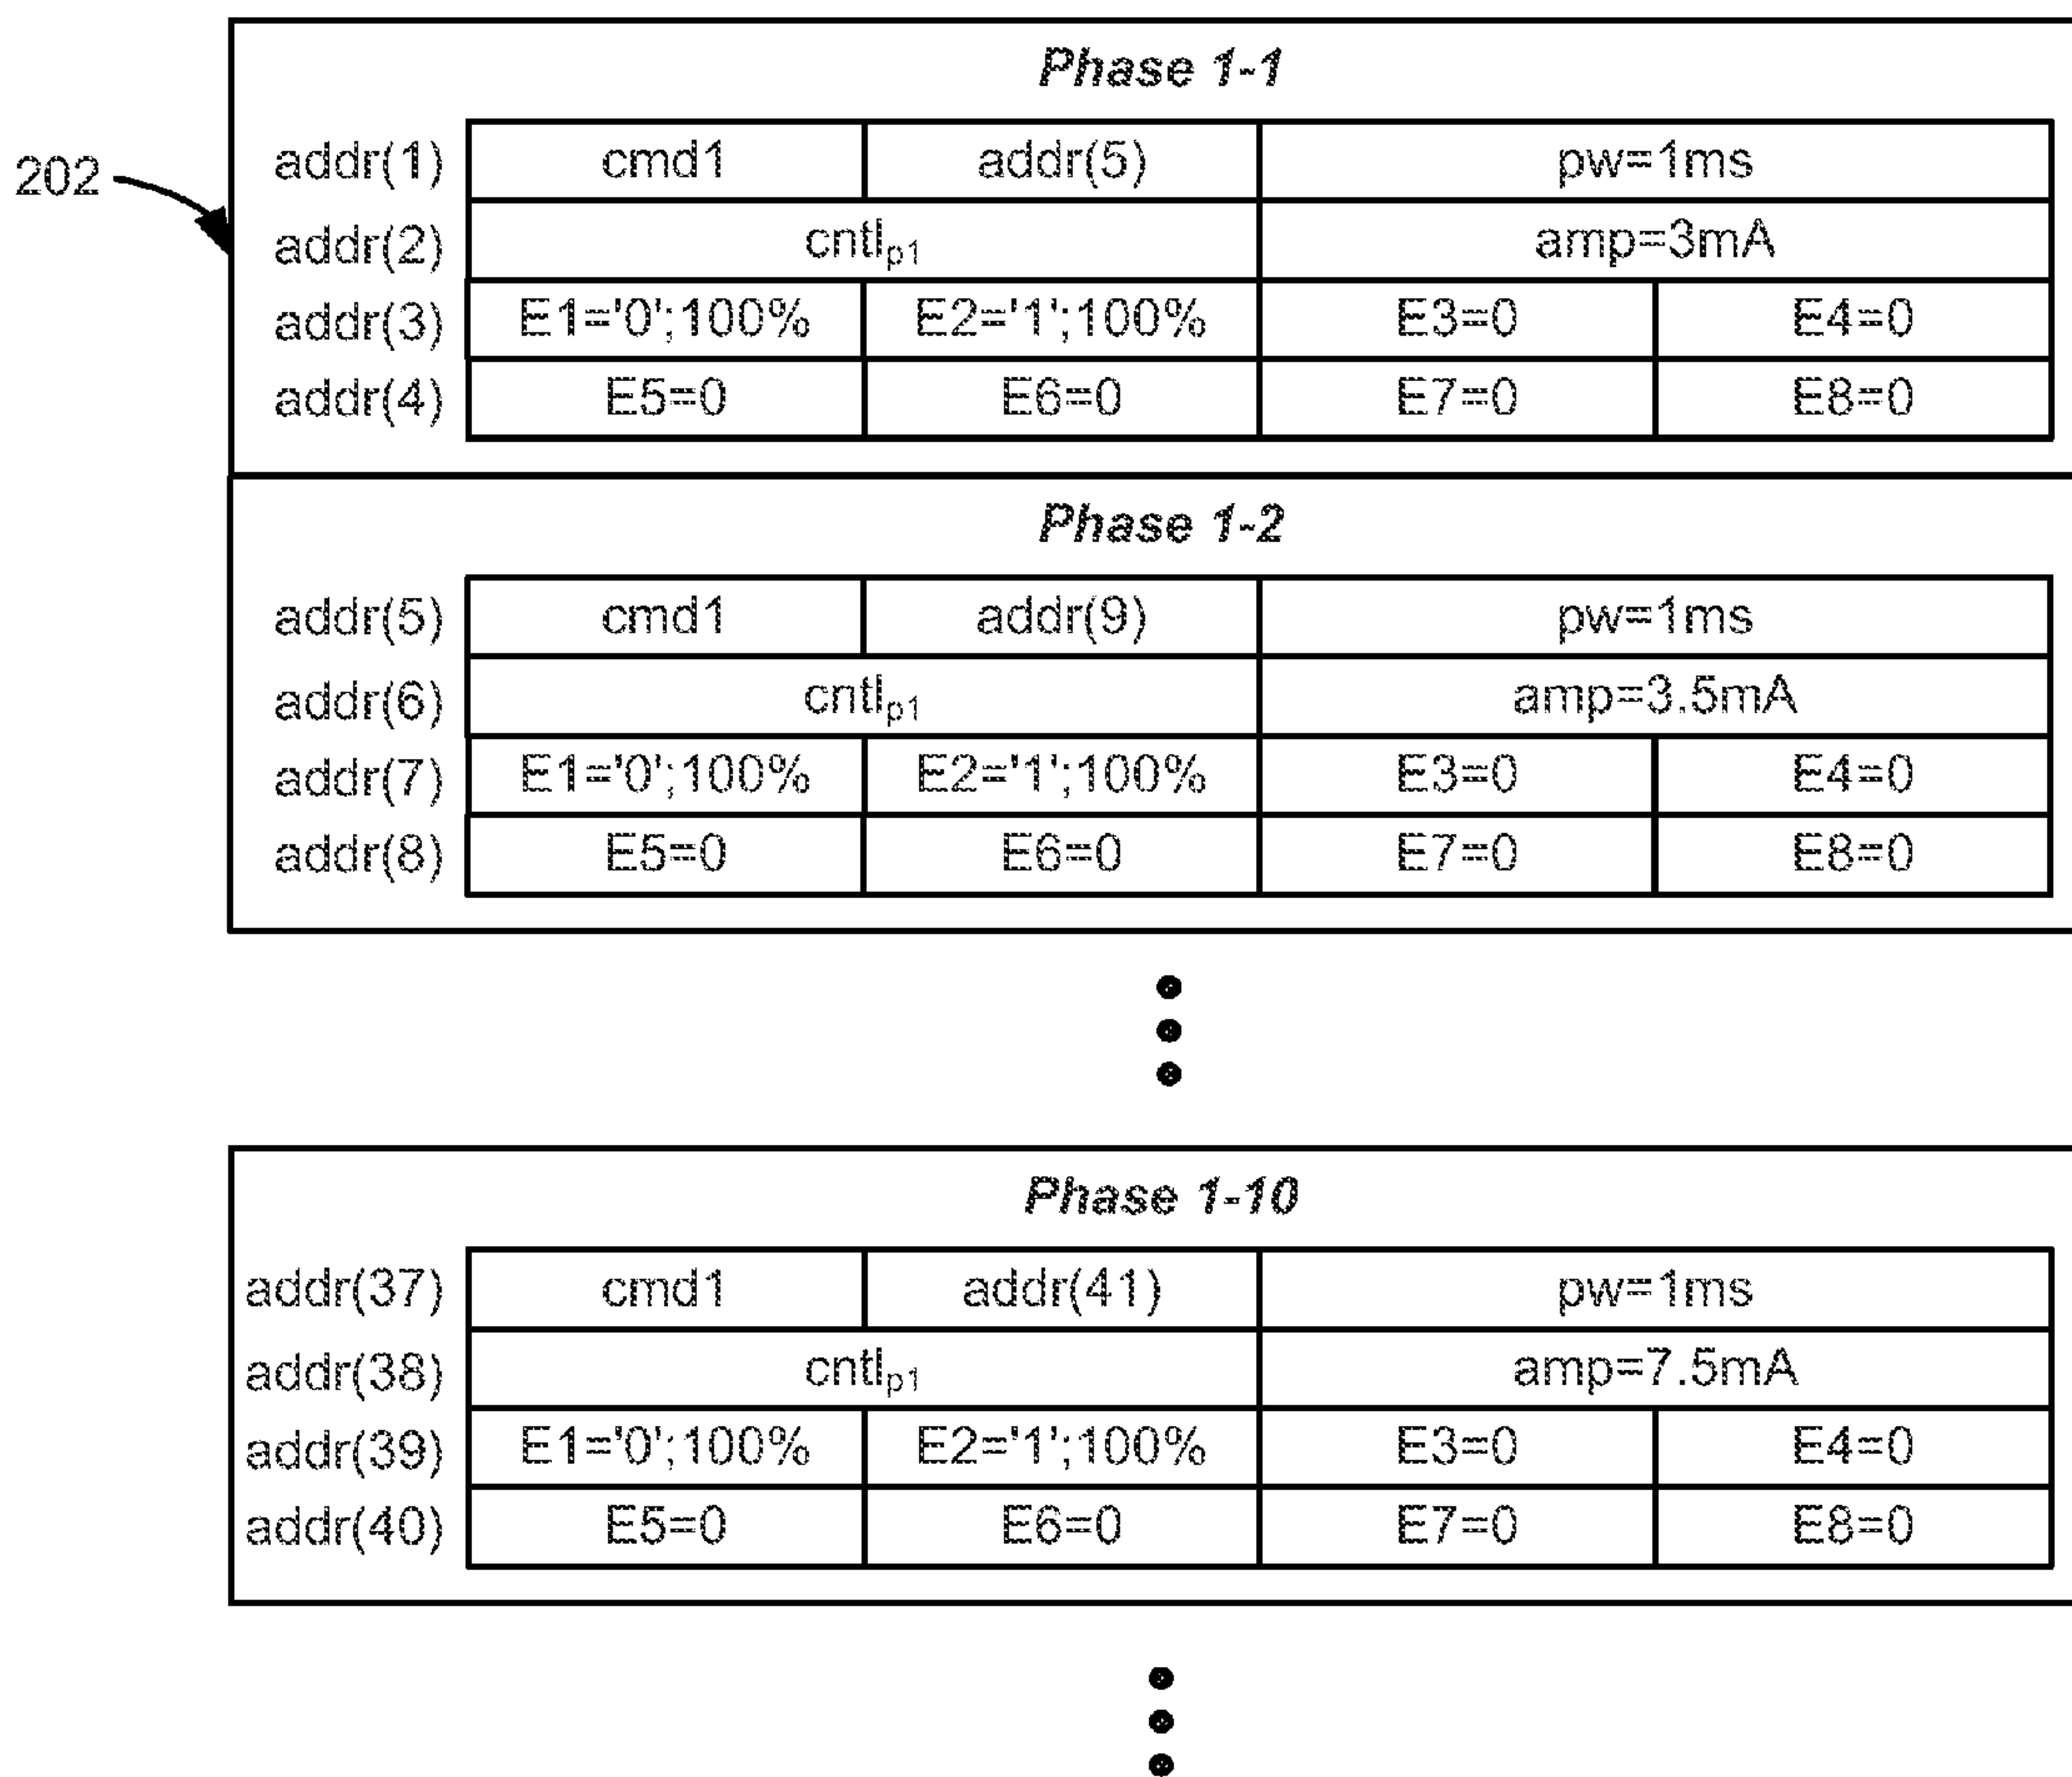 Phase 1-1
202
addr(1) cmd1 addr(5) pw=1ms
addr(2) cntlp1 amp=3mA
addr(3) E1='0';100% E2='1';100% E3=0 E4=0
addr(4) E5=0 E6=0 E7=0 E8=0
Phase 1-2
addr(5) cmd1 addr(9) pw=1ms
addr(6) cntlp1 amp=3.5mA
addr(7) E1='0';100% E2='1';100% E3=0 E4=0
addr(8) E5=0 E6=0 E7=0 E8=0
Phase 1-10
addr(37) cmd1 addr(41) pw=1ms
addr(38) cntlp1 amp=7.5mA
addr(39) E1='0';100% E2='1';100% E3=0 E4=0
addr(40) E5=0 E6=0 E7=0 E8=0